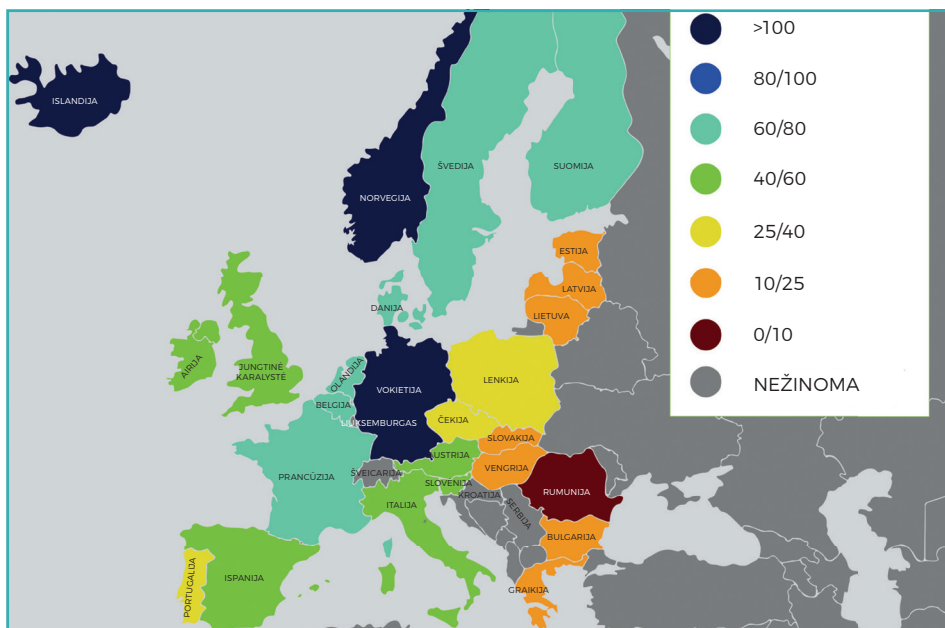 >100
80/100
60/80
40/60
25/40
10/25
0/10
NEŽINOMA
ISLANDIJA
NORVEGIJA
ŠVEDIJA
SUOMIJA
ESTIJA
LATVIJA
LIETUVA
DANIJA
AIRIJA
JUNGTINĖ
KARALYSTĖ
OLANDIJA
BELGIJA
LIUKSEMBURGAS
VOKIETIJA
LENKIJA
ČEKIJA
SLOVAKIJA
AUSTRIJA
VENGRIJA
ŠVEICARIJA
PRANCŪZIJA
SLOVENIJA
KROATIJA
ITALIJA
SERBIJA
RUMUNIJA
BULGARIJA
GRAIKIJA
ISPANIJA
PORTUGALIJA